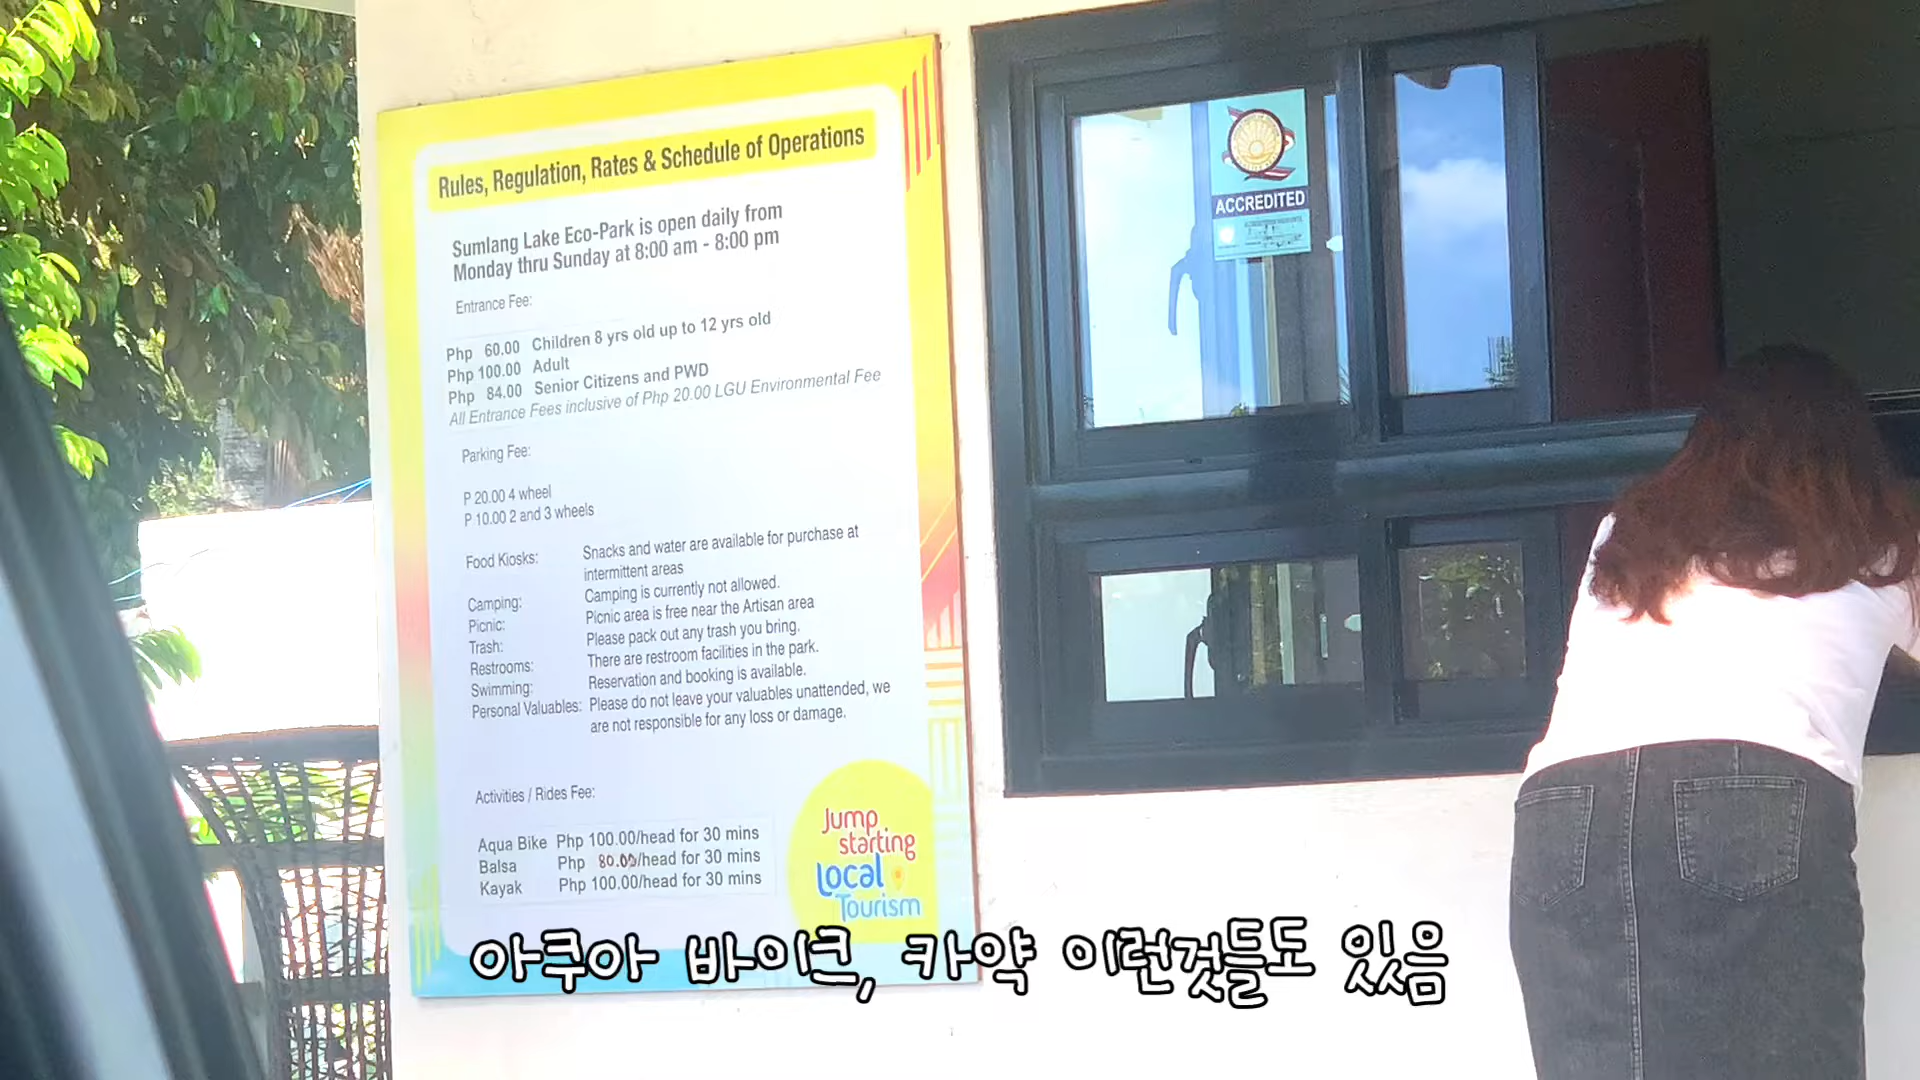 Rules, Regulation, Rates & Schedule of Operations
Sumlang Lake Eco-Park is open daily from
Monday thru Sunday at 8:00 am - 8:00 pm
Entrance Fee:
Php 60.00 Children 8 yrs old up to 12 yrs old
Php 100.00 Adult
Php 84.00 Senior Citizens and PWD
All Entrance Fees inclusive of Php 20.00 LGU Environmental Fee
Parking Fee:
P 20.00 4 wheel
P 10.00 2 and 3 wheels
Food Kiosks: Snacks and water are available for purchase at
intermittent areas
Camping: Camping is currently not allowed.
Picnic: Picnic area is free near the Artisan area
Trash: Please pack out any trash you bring.
Restrooms: There are restroom facilities in the park.
Swimming: Reservation and booking is available.
Personal Valuables: Please do not leave your valuables unattended, we
are not responsible for any loss or damage.
Activities / Rides Fee:
Aqua Bike Php 100.00/head for 30 mins
Balsa Php 80.00/head for 30 mins
Kayak Php 100.00/head for 30 mins
Jump
starting
Local
Tourism
ACCREDITED
아쿠아 바이크, 카약 이런것들도 있음